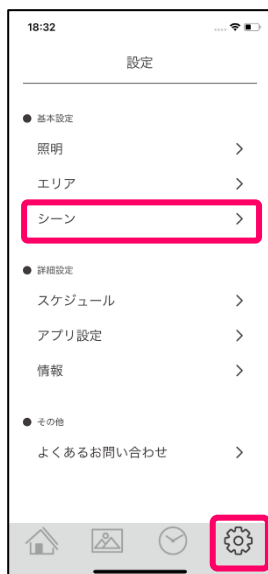 18:32
設定
● 基本設定
照明
エリア
シーン
● 詳細設定
スケジュール
アプリ設定
情報
● その他
よくあるお問い合わせ